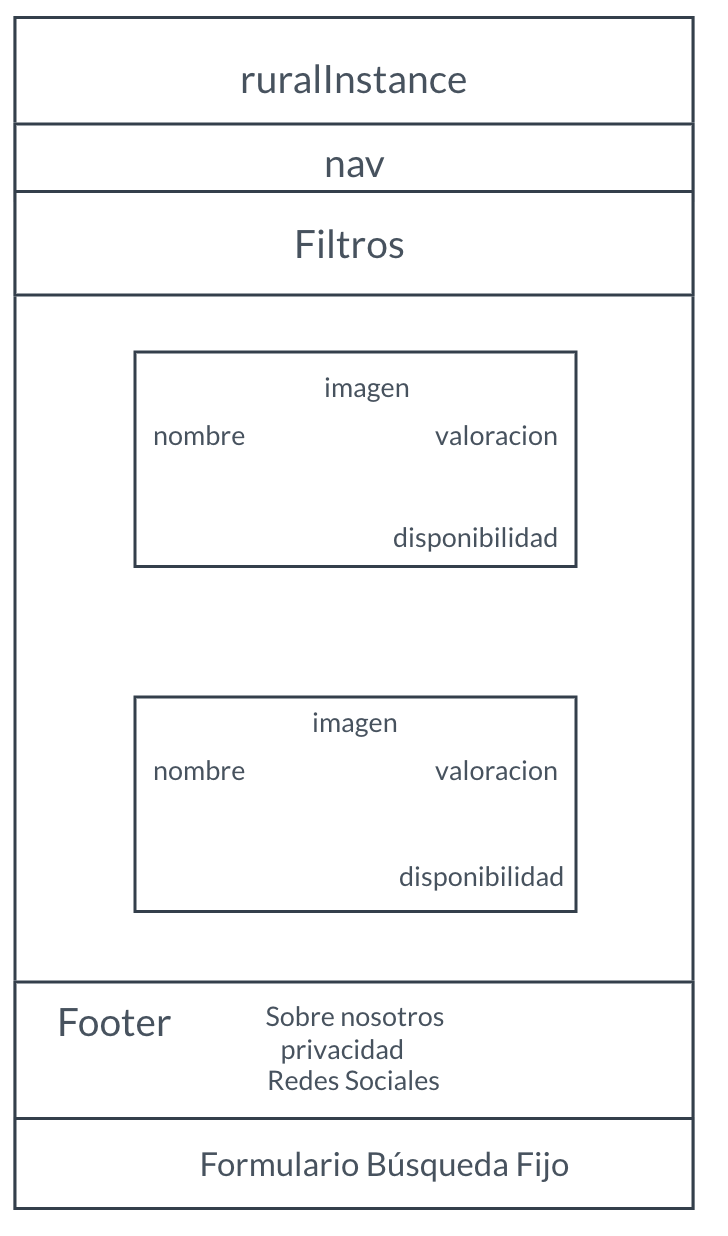 ruralInstance
nav
Filtros
imagen
nombre valoracion
disponibilidad
imagen
nombre valoracion
disponibilidad
Footer
Sobre nosotros
privacidad
Redes Sociales
Formulario Búsqueda Fijo